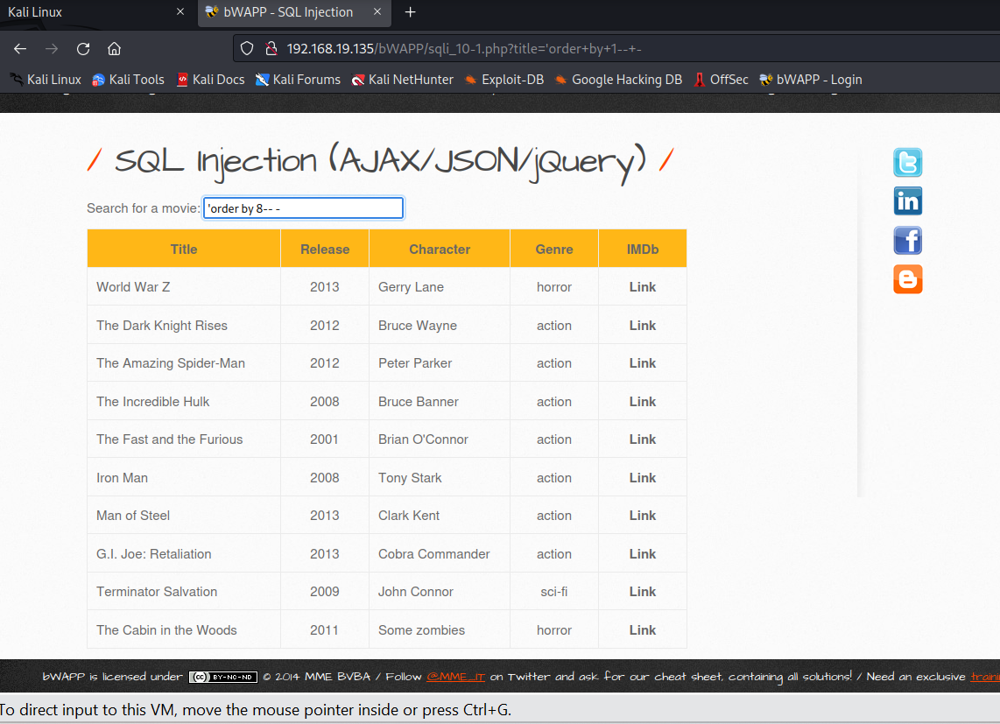 Kali Linux
bWAPP - SQL Injection
192.168.19.135/bWAPP/sqli_10-1.php?title='order+by+1--+-
Kali Linux Kali Tools Kali Docs Kali Forums Kali NetHunter Exploit-DB Google Hacking DB OffSec bWAPP - Login
/ SQL Injection (AJAX/JSON/jQuery) /
Search for a movie: 'order by 8-- -
Title Release Character Genre IMDb
World War Z 2013 Gerry Lane horror Link
The Dark Knight Rises 2012 Bruce Wayne action Link
The Amazing Spider-Man 2012 Peter Parker action Link
The Incredible Hulk 2008 Bruce Banner action Link
The Fast and the Furious 2001 Brian O'Connor action Link
Iron Man 2008 Tony Stark action Link
Man of Steel 2013 Clark Kent action Link
G.I. Joe: Retaliation 2013 Cobra Commander action Link
Terminator Salvation 2009 John Connor sci-fi Link
The Cabin in the Woods 2011 Some zombies horror Link
bWAPP is licensed under (cc) BY-NC-ND © 2014 MME BVBA / Follow @MME_IT on Twitter and ask for our cheat sheet, containing all solutions! / Need an exclusive traini
To direct input to this VM, move the mouse pointer inside or press Ctrl+G.